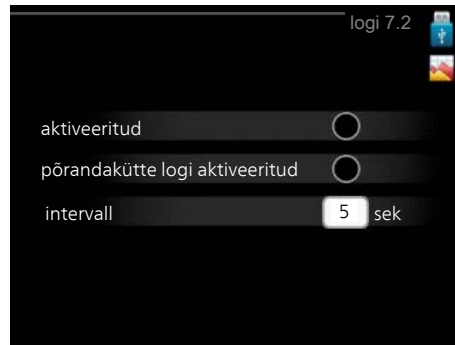 logi 7.2
aktiveeritud
põrandakütte logi aktiveeritud
intervall 5 sek